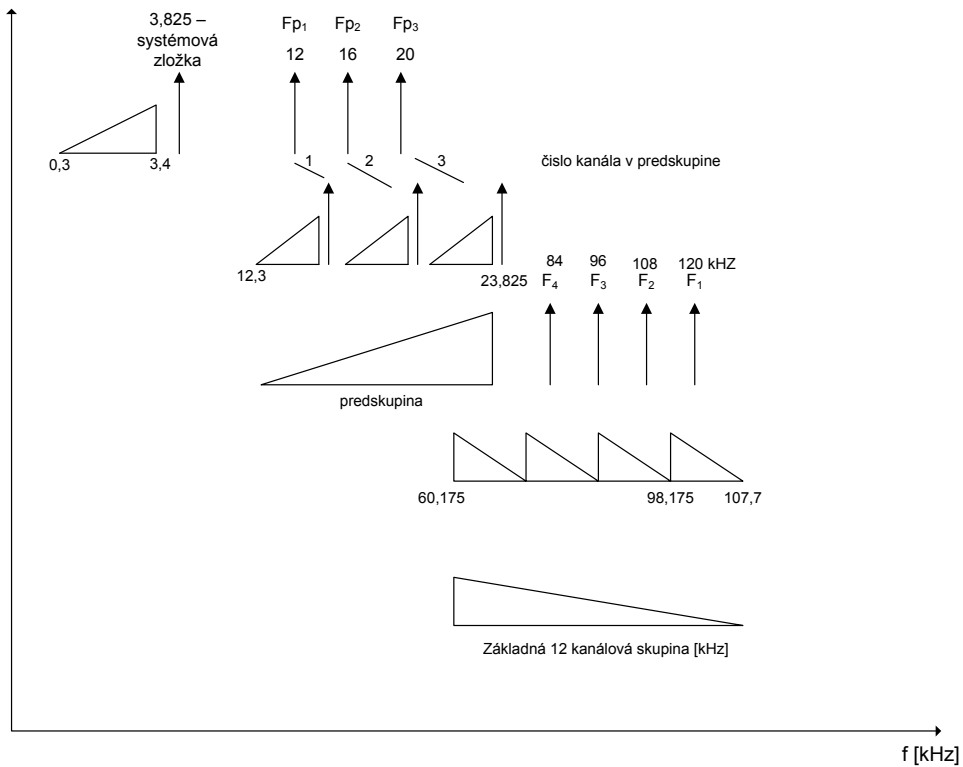 3,825 –
systémová
zložka
Fp₁ Fp₂ Fp₃
12 16 20
0,3 3,4
1 2 3
čislo kanála v predskupine
12,3 23,825
84 96 108 120 kHZ
F₄ F₃ F₂ F₁
predskupina
60,175 98,175 107,7
Základná 12 kanálová skupina [kHz]
f [kHz]